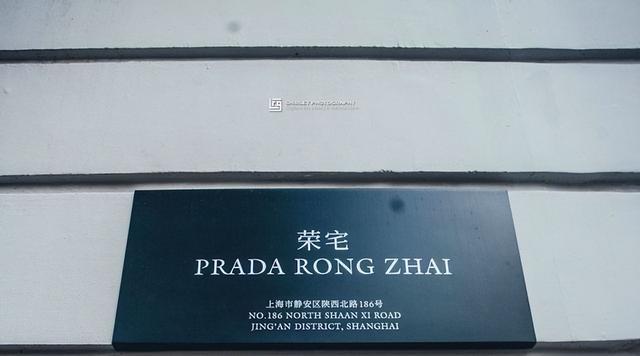 荣宅
PRADA RONG ZHAI
上海市静安区陕西北路186号
NO.186 NORTH SHAAN XI ROAD
JING'AN DISTRICT, SHANGHAI